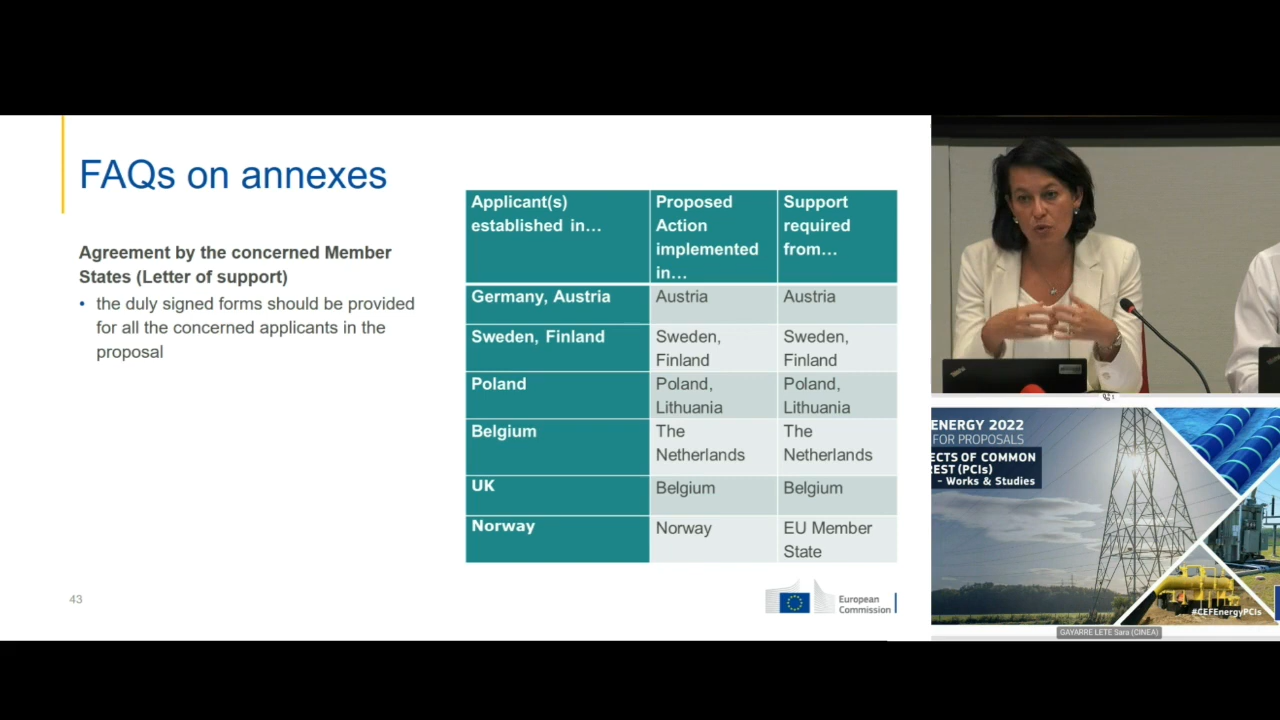 FAQs on annexes
Agreement by the concerned Member
States (Letter of support)
• the duly signed forms should be provided
for all the concerned applicants in the
proposal
Applicant(s)
established in…
Proposed
Action
implemented
in…
Support
required
from…
Germany, Austria
Austria
Austria
Sweden, Finland
Sweden,
Finland
Sweden,
Finland
Poland
Poland,
Lithuania
Poland,
Lithuania
Belgium
The
Netherlands
The
Netherlands
UK
Belgium
Belgium
Norway
Norway
EU Member
State
43
European
Commission
ENERGY 2022
FOR PROPOSALS
ECTS OF COMMON
REST (PCIs)
- Works & Studies
#CEFEnergyPCIs
GAYARRE LETE Sara (CINEA)